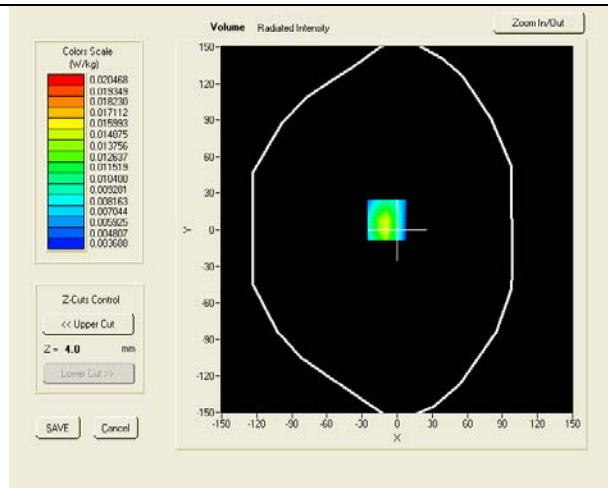 Volume Radiated Intensity
Zoom In/Out
Colors Scale
(W/kg)
0.020468
0.019349
0.018230
0.017112
0.015993
0.014875
0.013756
0.012637
0.011519
0.010400
0.009281
0.008163
0.007044
0.005925
0.004807
0.003688
Z-Cuts Control
<< Upper Cut
Z = 4.0 mm
Lower Cut >>
SAVE
Cancel
150
120
90
60
30
0
-30
-60
-90
-120
-150
Y
-150 -120 -90 -60 -30 0 30 60 90 120 150
X